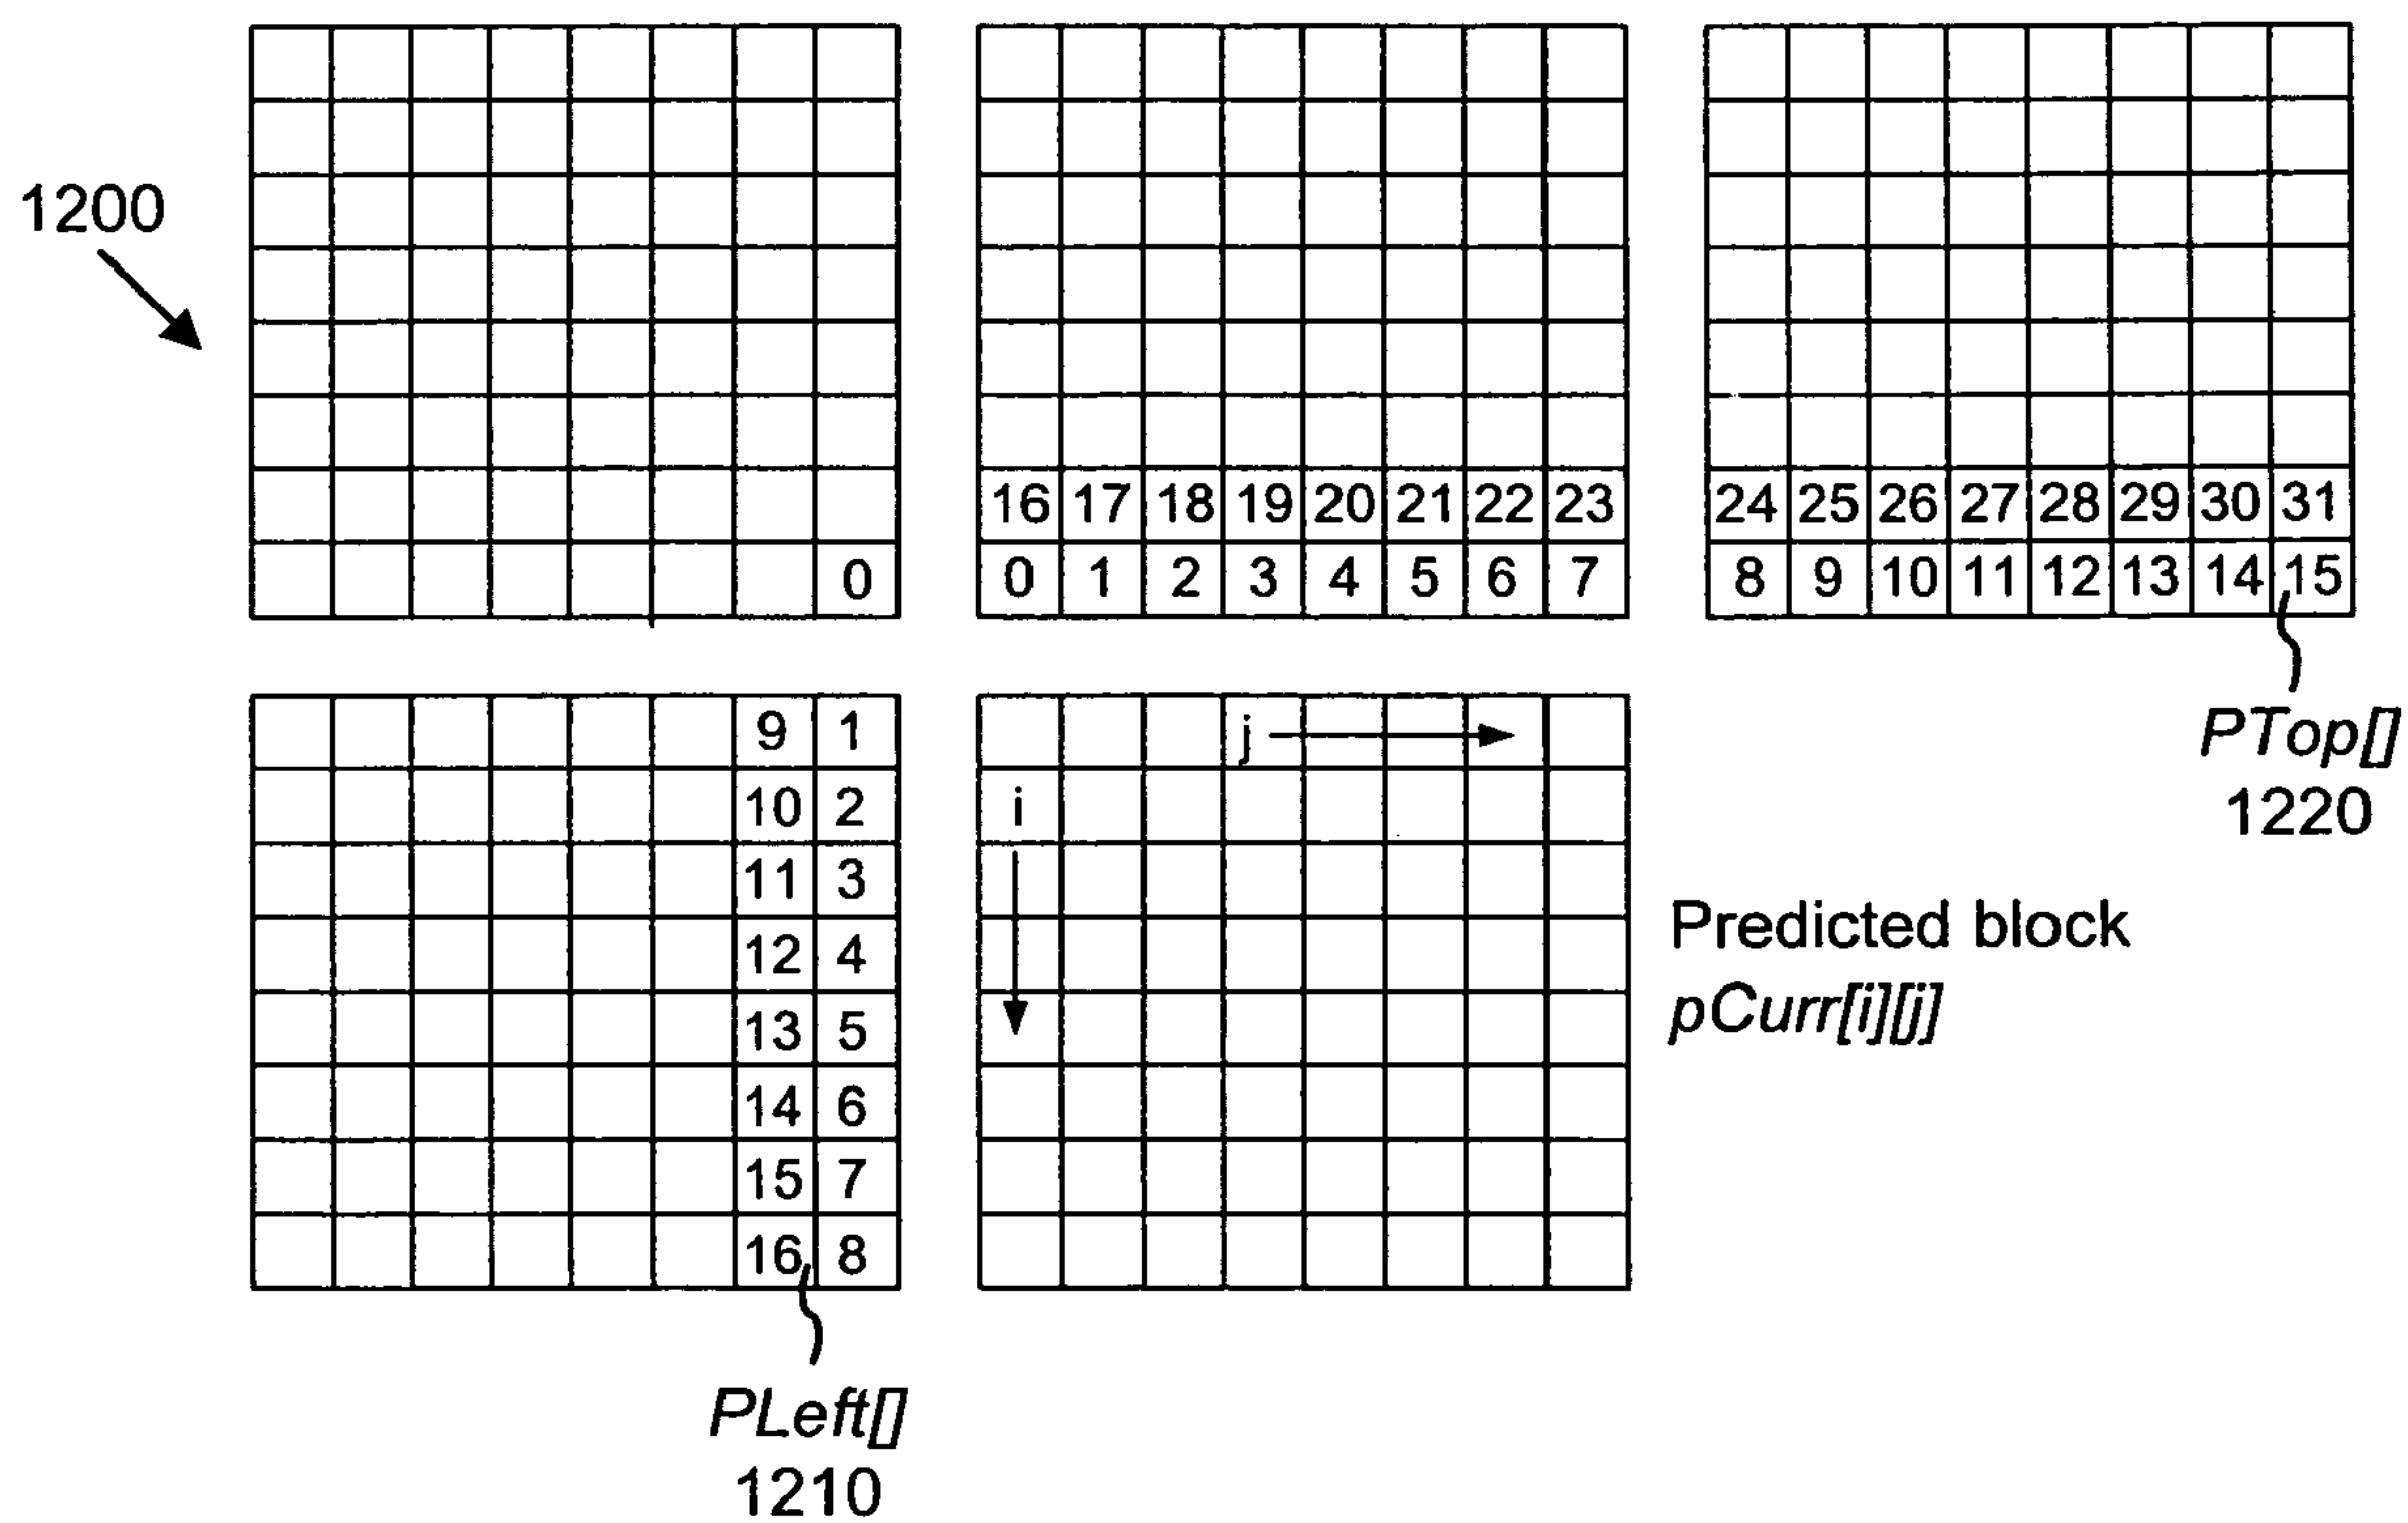 1200
16 17 18 19 20 21 22 23
24 25 26 27 28 29 30 31
0
0 1 2 3 4 5 6 7
8 9 10 11 12 13 14 15
PTop[]
1220
9 1
10 2
11 3
12 4
13 5
14 6
15 7
16 8
j
i
Predicted block
pCurr[i][j]
PLeft[]
1210